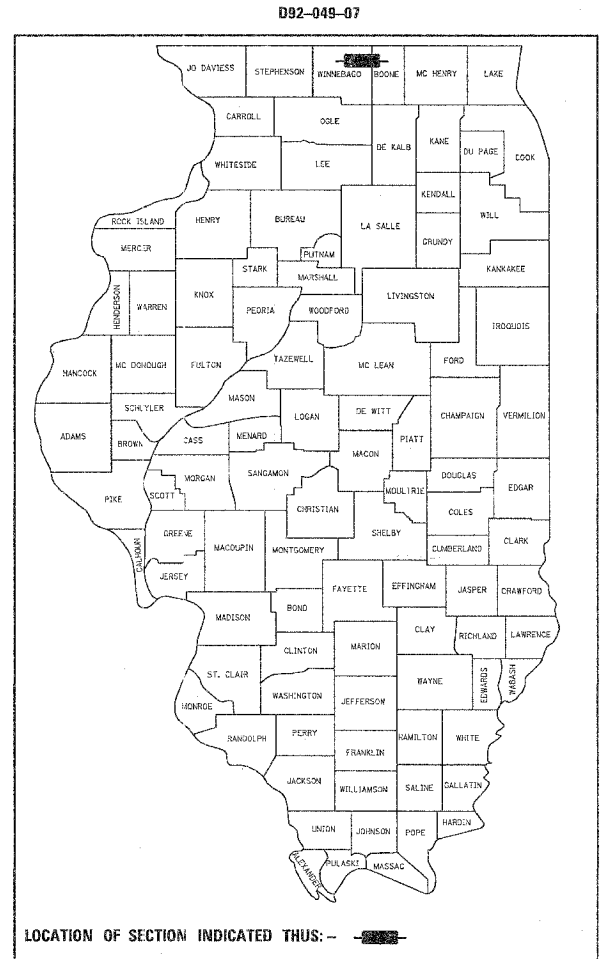 D92-049-07
JO DAVIESS STEPHENSON WINNEBAGO BOONE MC HENRY LAKE
CARROLL OGLE DE KALB KANE DU PAGE COOK
WHITESIDE LEE
KENDALL WILL
ROCK ISLAND HENRY BUREAU LA SALLE GRUNDY
MERCER PUTNAM
STARK MARSHALL KANKAKEE
HENDERSON WARREN KNOX PEORIA WOODFORD LIVINGSTON IROQUOIS
HANCOCK MC DONOUGH FULTON TAZEWELL MC LEAN FORD
SCHLYLER MASON LOGAN DE WITT CHAMPAIGN VERMILION
ADAMS BROWN CASS MENARD MACON PIATT
PIKE SCOTT MORGAN SANGAMON MOULTRIE DOUGLAS EDGAR
CHRISTIAN COLES
CALHOUN GREENE MACOUPIN MONTGOMERY SHELBY CUMBERLAND CLARK
JERSEY FAYETTE EFFINGHAM JASPER CRAWFORD
MADISON BOND
CLINTON MARION CLAY RICHLAND LAWRENCE
ST. CLAIR WAYNE EDWARDS WABASH
MONROE WASHINGTON JEFFERSON
RANDOLPH PERRY HAMILTON WHITE
FRANKLIN
JACKSON WILLIAMSON SALINE GALLATIN
UNION JOHNSON POPE HARDIN
ALEXANDER PULASKI MASSAC
LOCATION OF SECTION INDICATED THUS:-